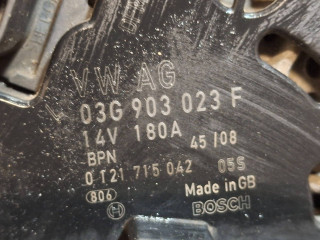 VW AG
03G 903 023 F
14V 180A 45/08
BPN
0 121 715 042 05S
806 Made in GB
BOSCH